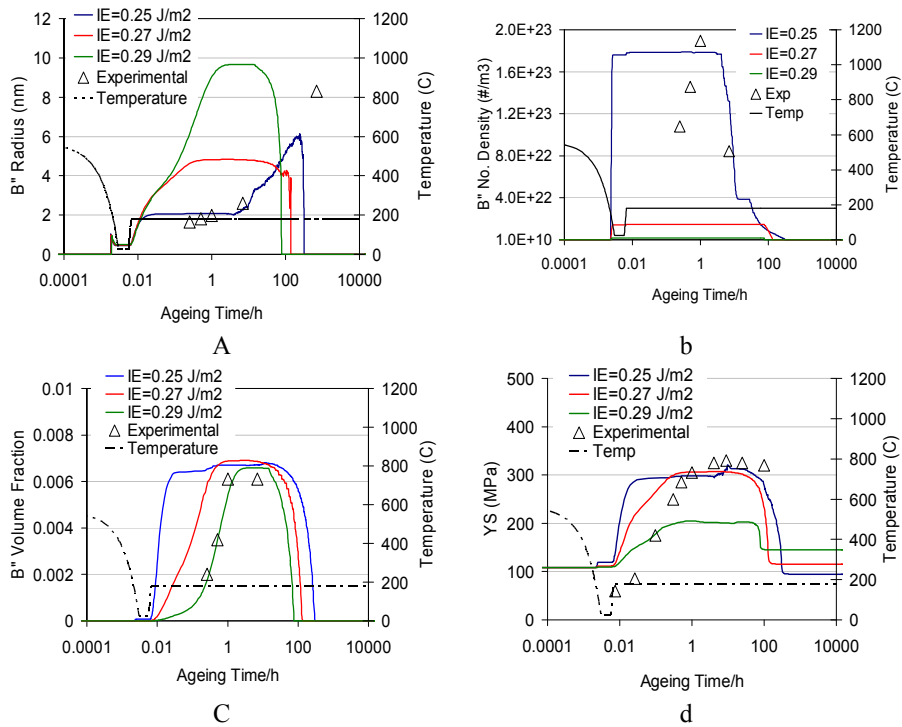 IE=0.25 J/m2
IE=0.27 J/m2
IE=0.29 J/m2
Experimental
Temperature
B" Radius (nm)
12
10
8
6
4
2
0
1200
1000
800
600
400
200
0
Temperature (C)
0.0001 0.01 1 100 10000
Ageing Time/h
A
IE=0.25
IE=0.27
IE=0.29
Exp
Temp
B" No. Density (#/m3)
2.0E+23
1.6E+23
1.2E+23
8.0E+22
4.0E+22
1.0E+10
1200
1000
800
600
400
200
0
Temperature (C)
0.0001 0.01 1 100 10000
Ageing Time/h
b
IE=0.25 J/m2
IE=0.27 J/m2
IE=0.29 J/m2
Experimental
Temperature
B" Volume Fraction
0.01
0.008
0.006
0.004
0.002
0
1200
1000
800
600
400
200
0
Temperature (C)
0.0001 0.01 1 100 10000
Ageing Time/h
C
IE=0.25 J/m2
IE=0.27 J/m2
IE=0.29 J/m2
Experimental
Temp
YS (MPa)
500
400
300
200
100
0
1200
1000
800
600
400
200
0
Temperature (C)
0.0001 0.01 1 100 10000
Ageing Time/h
d